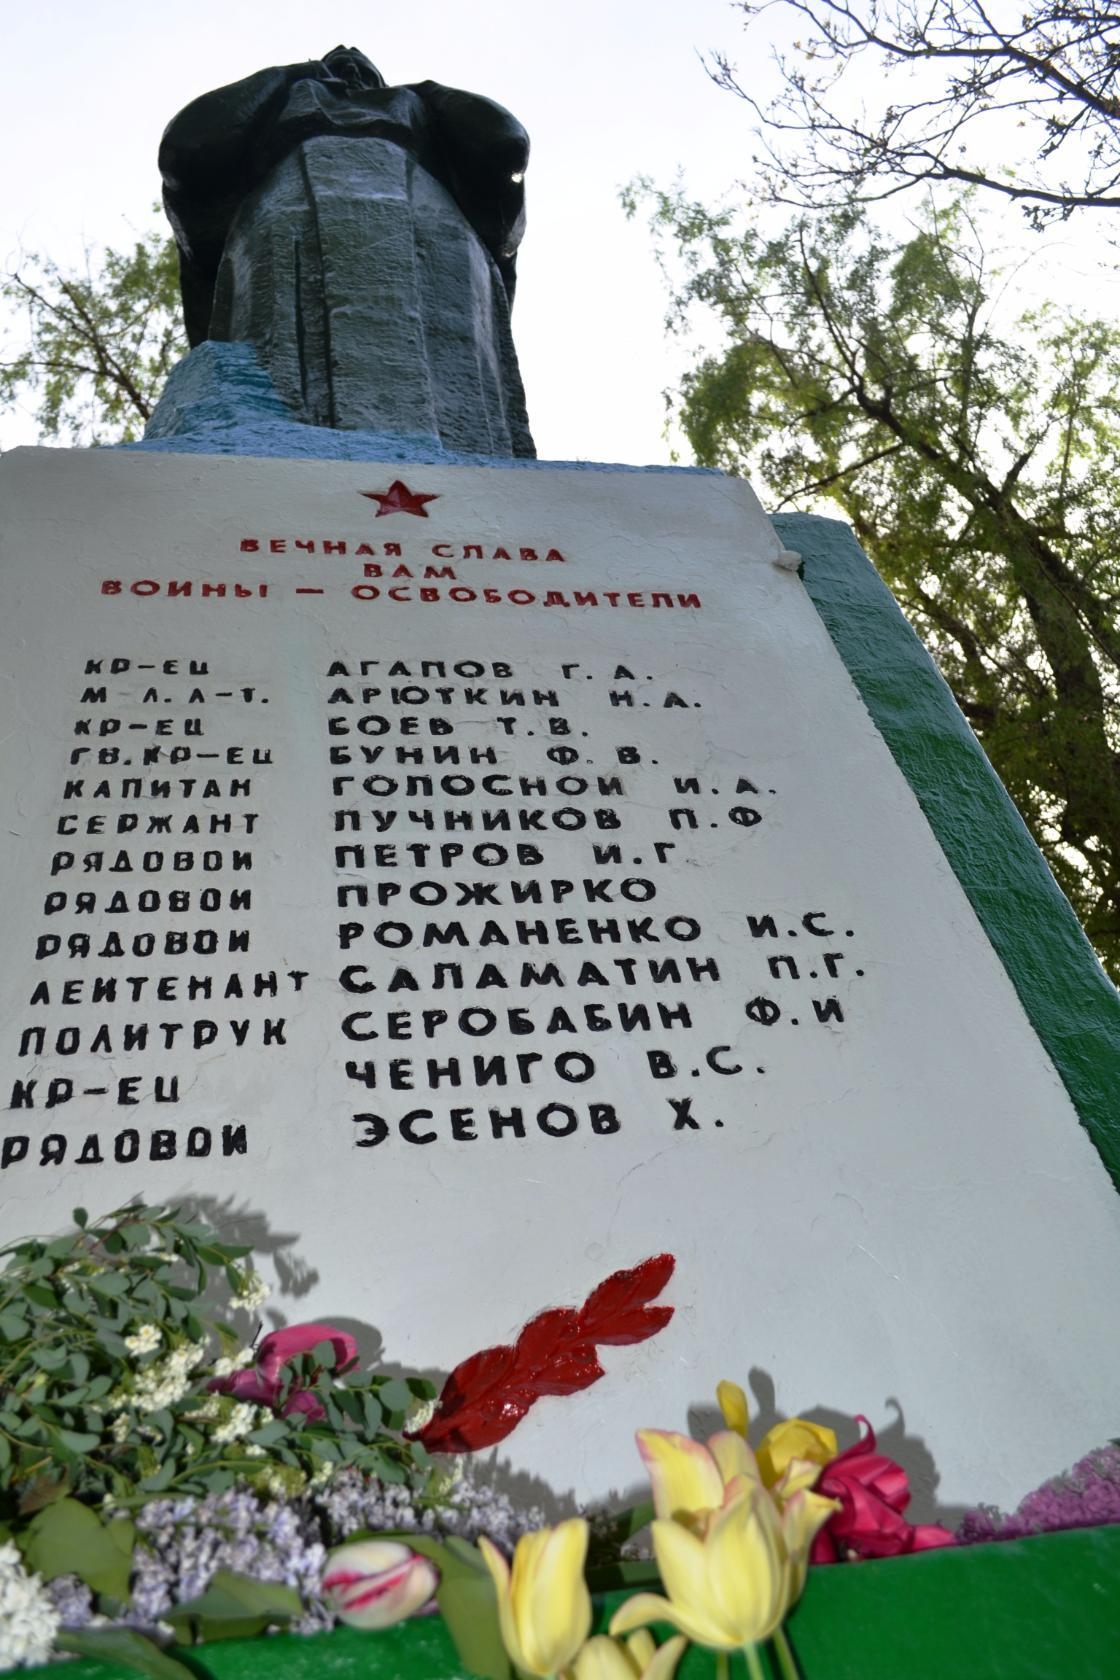 ВЕЧНАЯ СЛАВА
ВАМ
ВОИНЫ — ОСВОБОДИТЕЛИ
КР-ЕЦ АГАПОВ Г. А.
М Л. Л-Т. АРЮТКИН Н.А.
КР-ЕЦ БОЕВ Т.В.
ГВ.КР-ЕЦ БУНИН Ф. В.
КАПИТАН ГОЛОСНОЙ И.А.
СЕРЖАНТ ПУЧНИКОВ П.Ф
РЯДОВОЙ ПЕТРОВ И.Г
РЯДОВОЙ ПРОЖИРКО
РЯДОВОЙ РОМАНЕНКО И.С.
ЛЕЙТЕНАНТ САЛАМАТИН П.Г.
ПОЛИТРУК СЕРОБАБИН Ф.И
КР-ЕЦ ЧЕНИГО В.С.
РЯДОВОЙ ЭСЕНОВ Х.